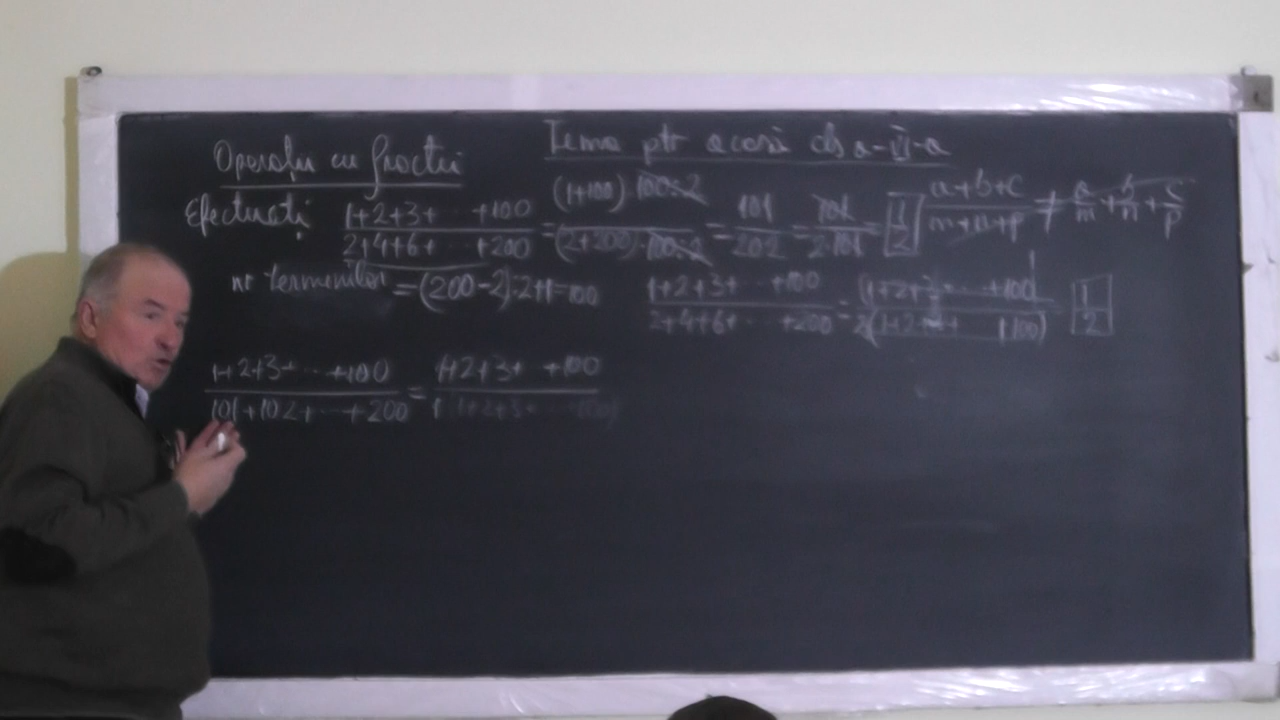 Operații cu fracții
Tema ptr acasă cls a-VI-a
Efectuați
1+2+3+ ... +100 / 2+4+6+ ... +200 = (1+100)·100:2 / (2+200)·100:2 = 101 / 202 = 101 / 2·101 = 1 / 2
a+b+c / m+n+p ≠ a/m + b/n + c/p
nr termenilor = (200-2):2+1=100
1+2+3+ ... +100 / 2+4+6+ ... +200 = (1+2+3+ ... +100) / 2(1+2+3+ ... +100)
1 / 2
1+2+3+ ... +100 / 101+102+ ... +200 = 1+2+3+ +100